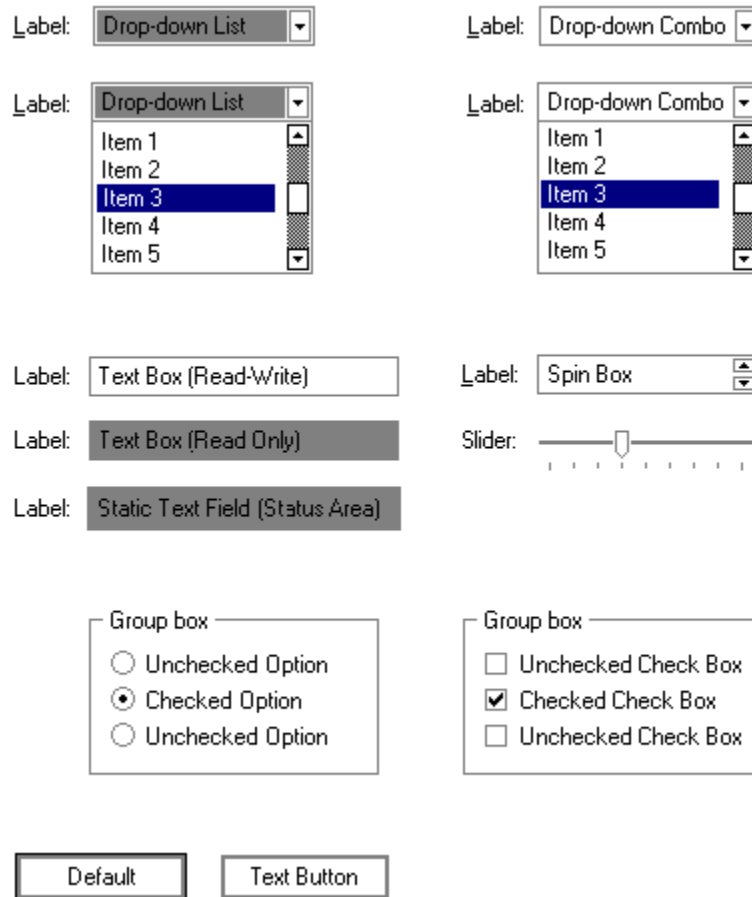 Label: Drop-down List Label: Drop-down Combo
Label: Drop-down List Label: Drop-down Combo
Item 1 Item 1
Item 2 Item 2
Item 3 Item 3
Item 4 Item 4
Item 5 Item 5
Label: Text Box (Read-Write) Label: Spin Box
Label: Text Box (Read Only) Slider:
Label: Static Text Field (Status Area)
Group box Group box
Unchecked Option Unchecked Check Box
Checked Option Checked Check Box
Unchecked Option Unchecked Check Box
Default Text Button